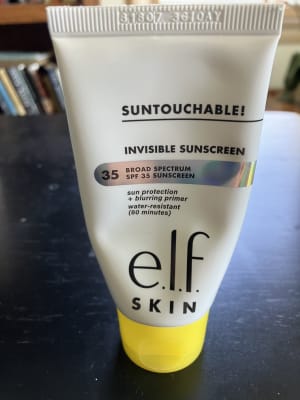 SUNTOUCHABLE!
INVISIBLE SUNSCREEN
35 BROAD SPECTRUM
SPF 35 SUNSCREEN
sun protection
+ blurring primer
water-resistant
(80 minutes)
e.l.f.
SKIN